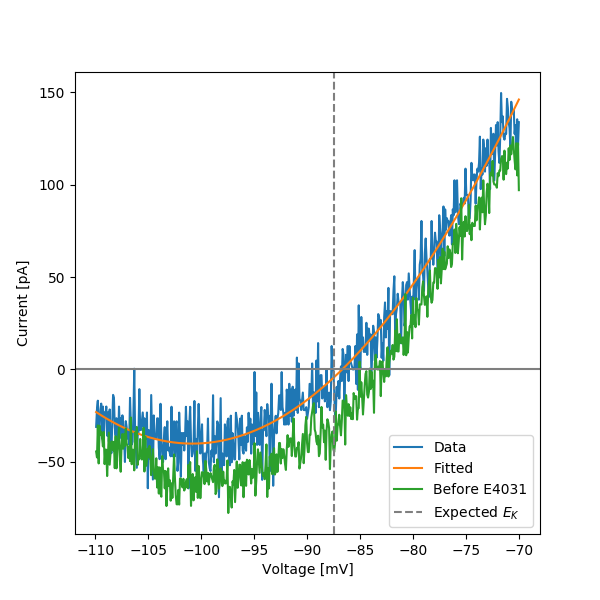 150
100
50
0
−50
Current [pA]
−110
−105
−100
−95
−90
−85
−80
−75
−70
Voltage [mV]
Data
Fitted
Before E4031
Expected E_K